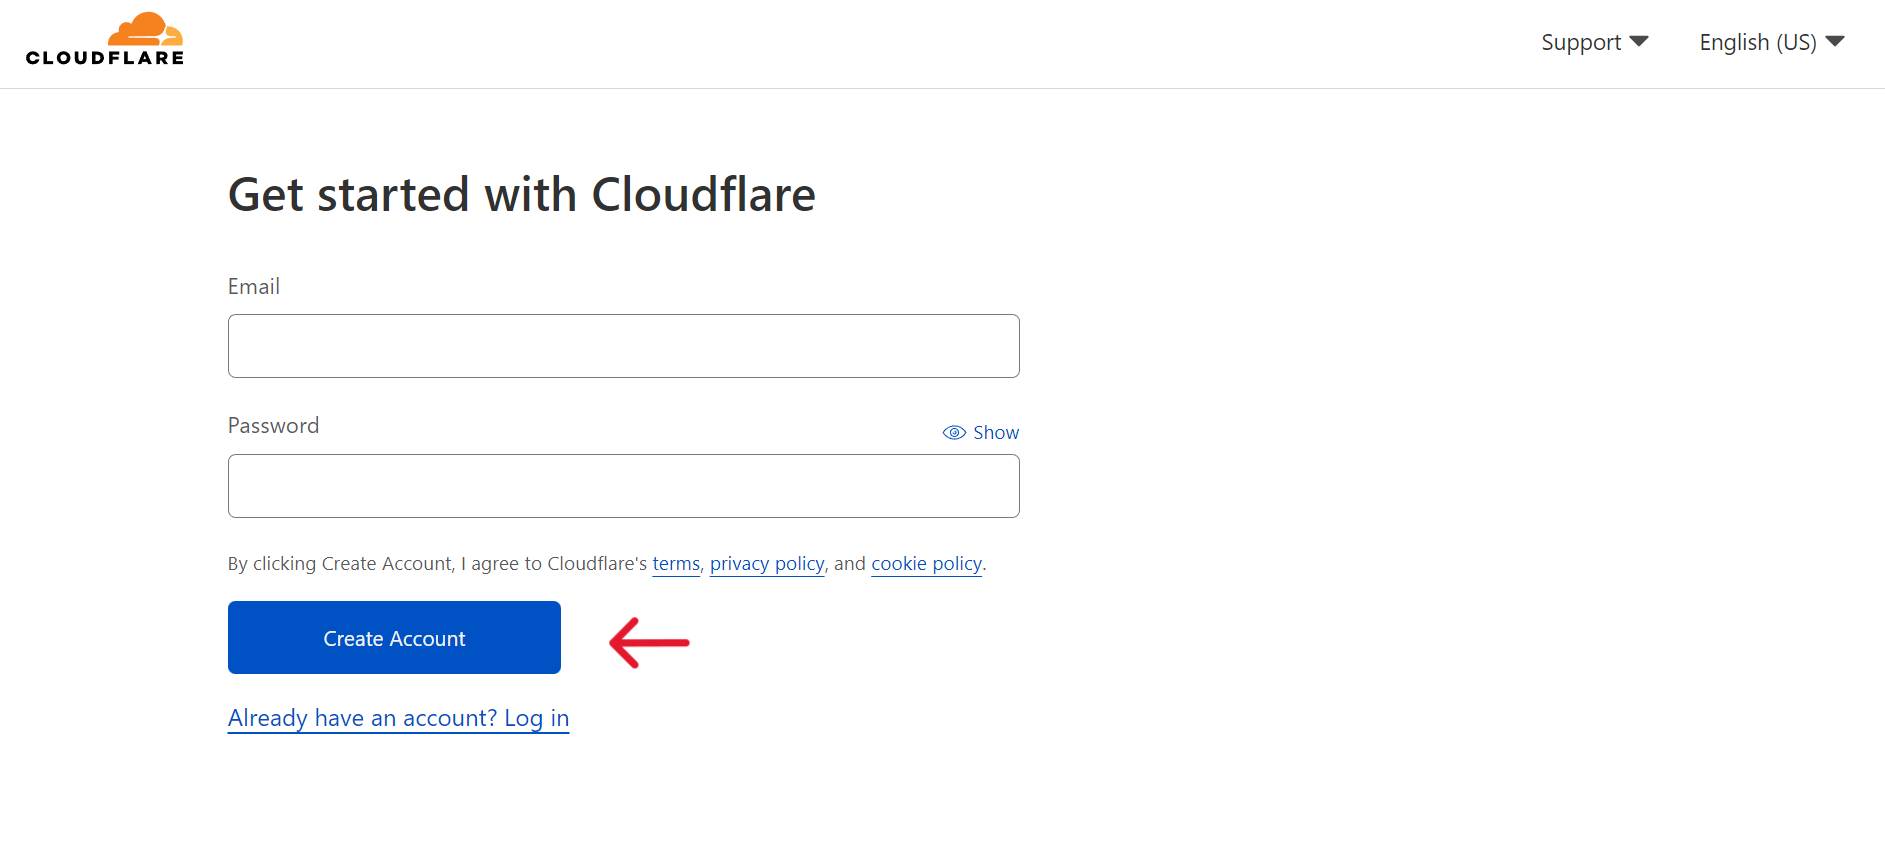 CLOUDFLARE
Support
English (US)
Get started with Cloudflare
Email
Password
Show
By clicking Create Account, I agree to Cloudflare's terms, privacy policy, and cookie policy.
Create Account
Already have an account? Log in